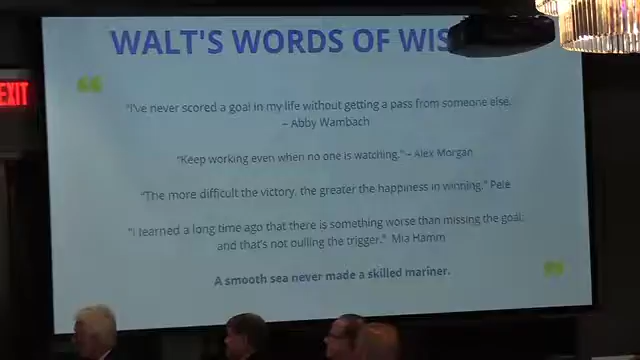 WALT'S WORDS OF WIS
EXIT
"I've never scored a goal in my life without getting a pass from someone else.
– Abby Wambach
"Keep working even when no one is watching." – Alex Morgan
"The more difficult the victory, the greater the happiness in winning." Pele
"I learned a long time ago that there is something worse than missing the goal;
and that's not pulling the trigger." Mia Hamm
A smooth sea never made a skilled mariner.